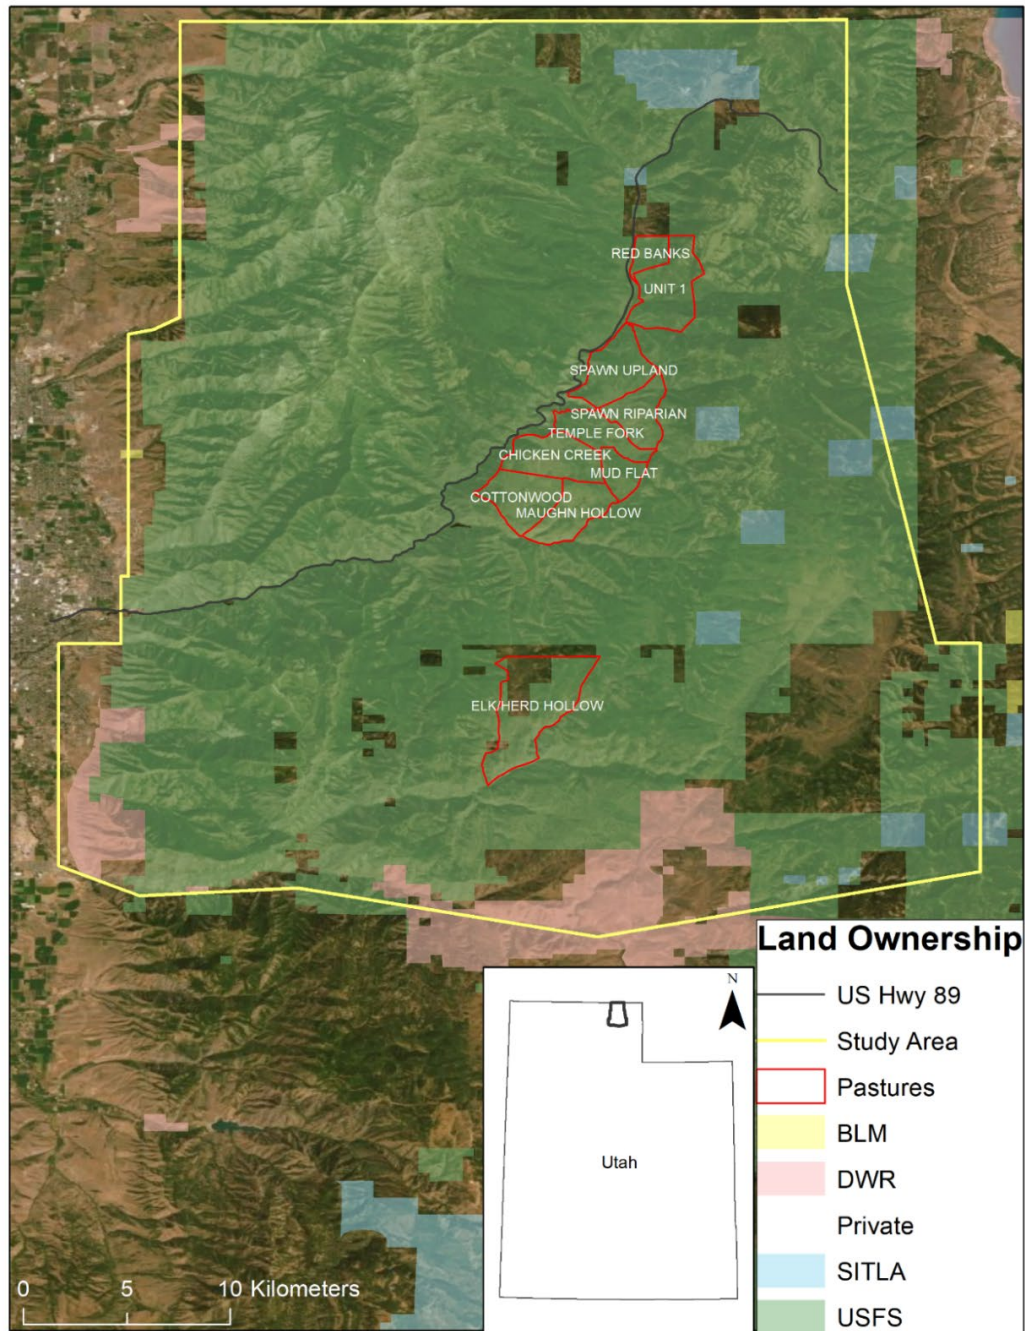 RED BANKS
UNIT 1
SPAWN UPLAND
SPAWN RIPARIAN
TEMPLE FORK
CHICKEN CREEK
MUD FLAT
COTTONWOOD
MAUGHN HOLLOW
ELK/HERD HOLLOW
Land Ownership
US Hwy 89
Study Area
Pastures
BLM
DWR
Private
SITLA
USFS
N
Utah
0 5 10 Kilometers